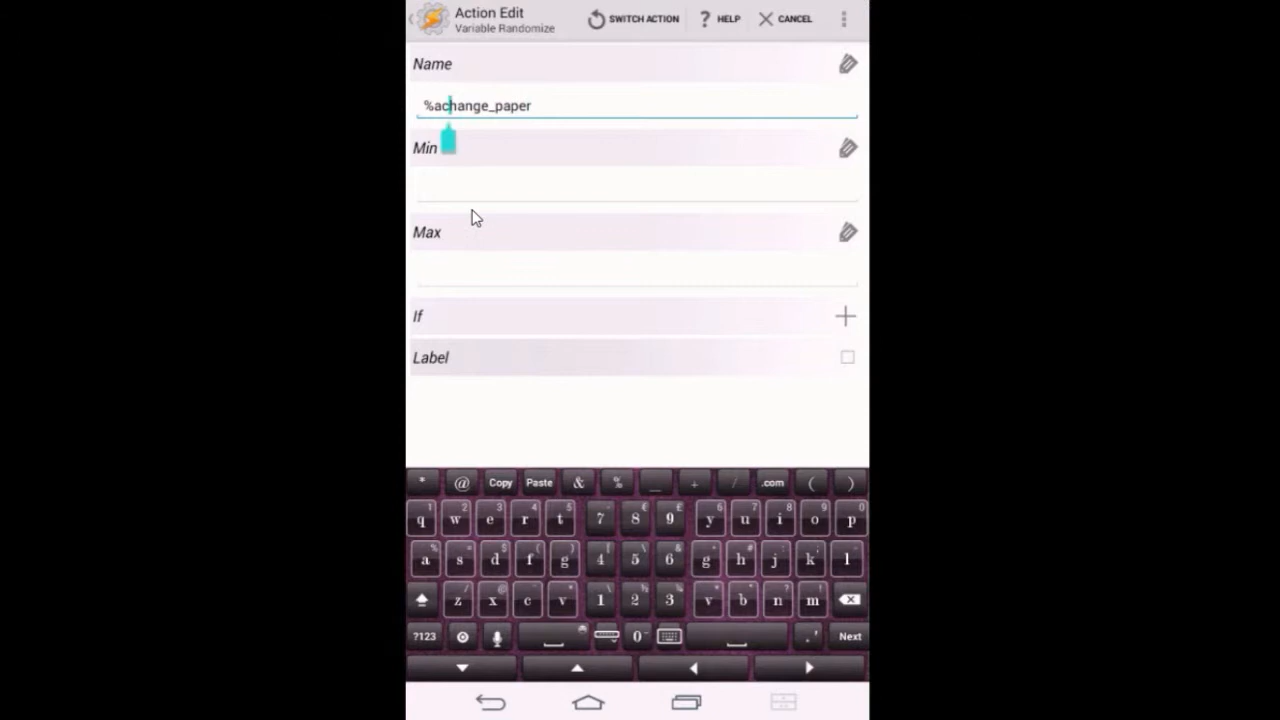 Action Edit
Variable Randomize
SWITCH ACTION
? HELP
CANCEL
Name
%achange_paper
Min
Max
If
Label
* @ Copy Paste & % _ + / .com ( )
q w e r t 7 8 9 y u i o p
a s d f g 4 5 6 g h j k l
z x c v 1 2 3 v b n m
?123 0 . ' Next